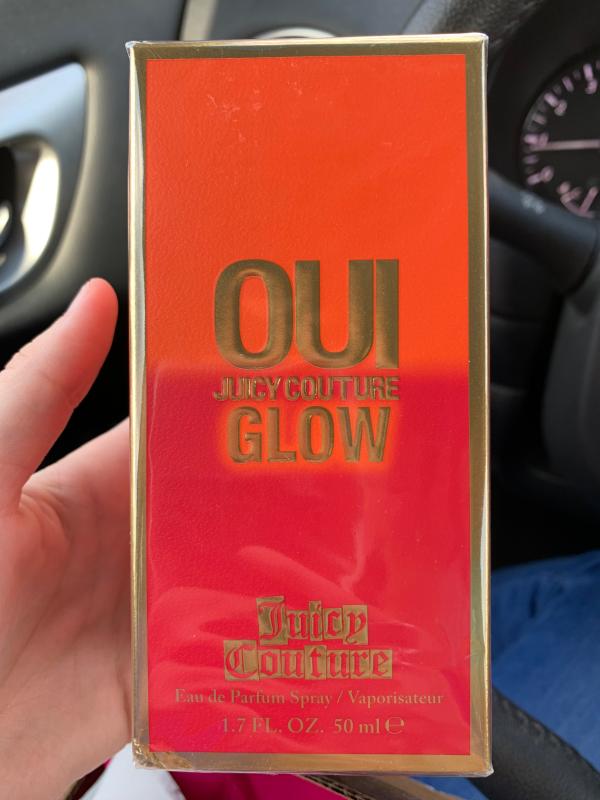 OUI
JUICY COUTURE
GLOW
Juicy
Couture
Eau de Parfum Spray / Vaporisateur
1.7 FL. OZ. 50 ml ℮